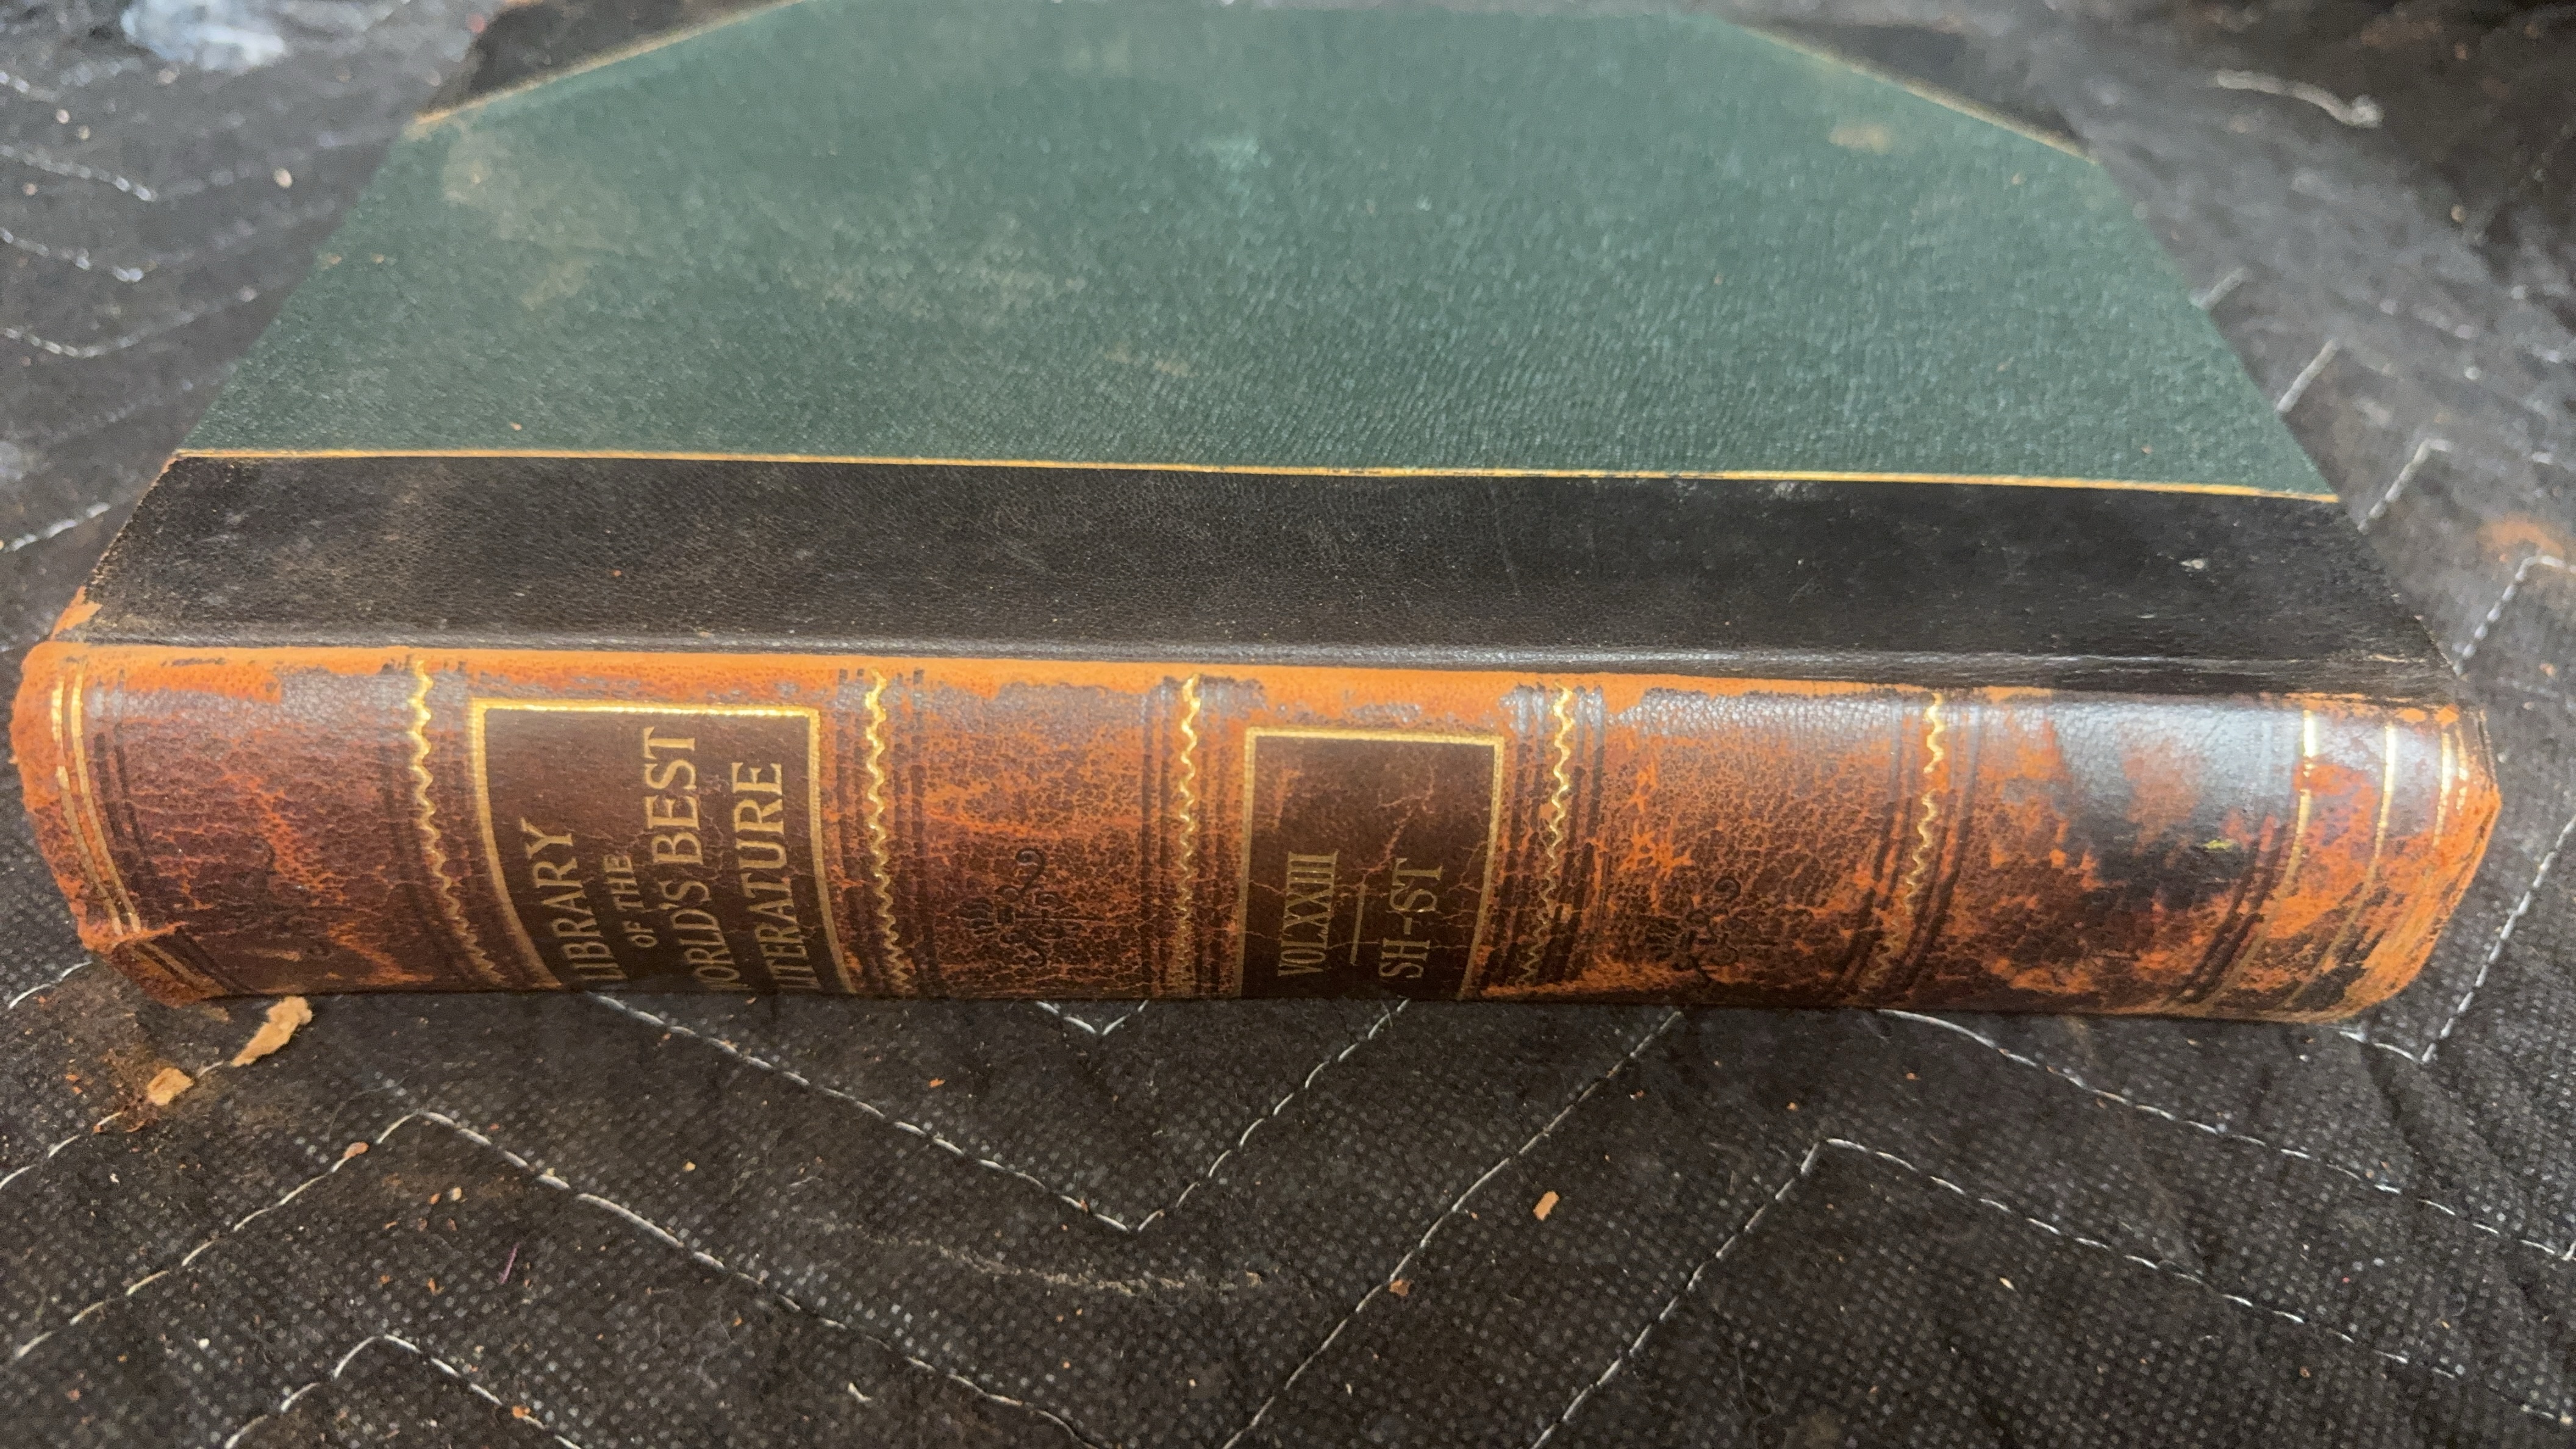 LIBRARY
OF THE
WORLD'S BEST
LITERATURE
VOL.XXIII
SH-ST